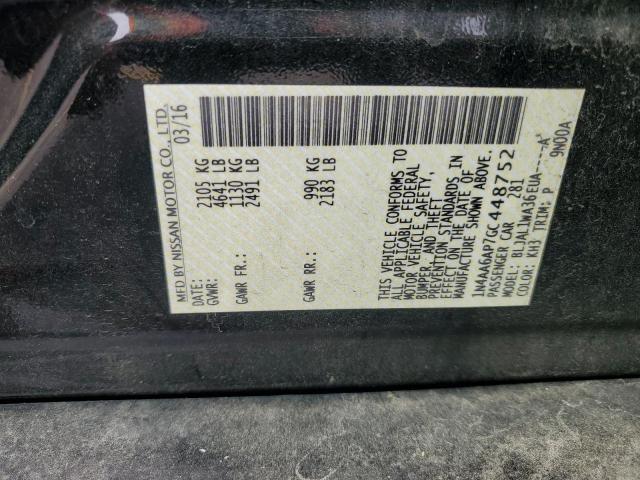 MFD BY NISSAN MOTOR CO., LTD.
DATE: 03/16
GVWR: 2105 KG
4641 LB
GAWR FR: 1130 KG
2491 LB
GAWR RR: 990 KG
2183 LB
THIS VEHICLE CONFORMS TO
ALL APPLICABLE FEDERAL
MOTOR VEHICLE SAFETY,
BUMPER, AND THEFT
PREVENTION STANDARDS IN
EFFECT ON THE DATE OF
MANUFACTURE SHOWN ABOVE.
1N4AA6AP7GC448752
PASSENGER CAR 281
MODEL: BLJAL1WA36EUA-----A
COLOR: KH3 TRIM: P 9N00A